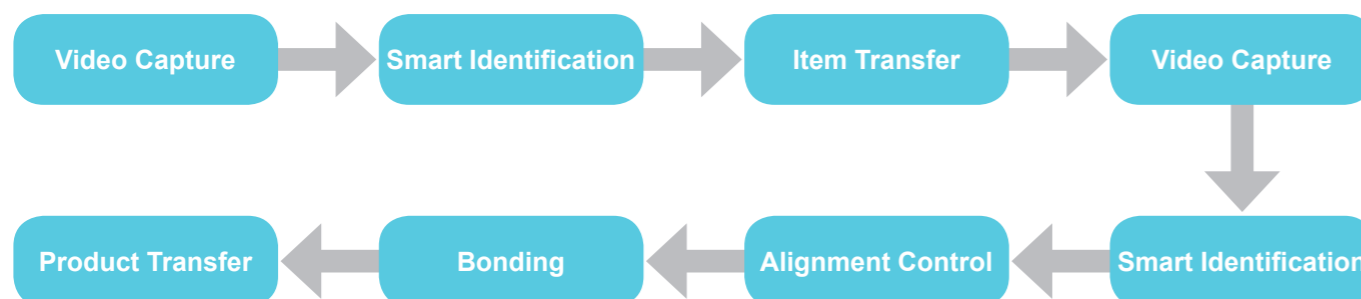 Video Capture
Smart Identification
Item Transfer
Video Capture
Smart Identification
Alignment Control
Bonding
Product Transfer